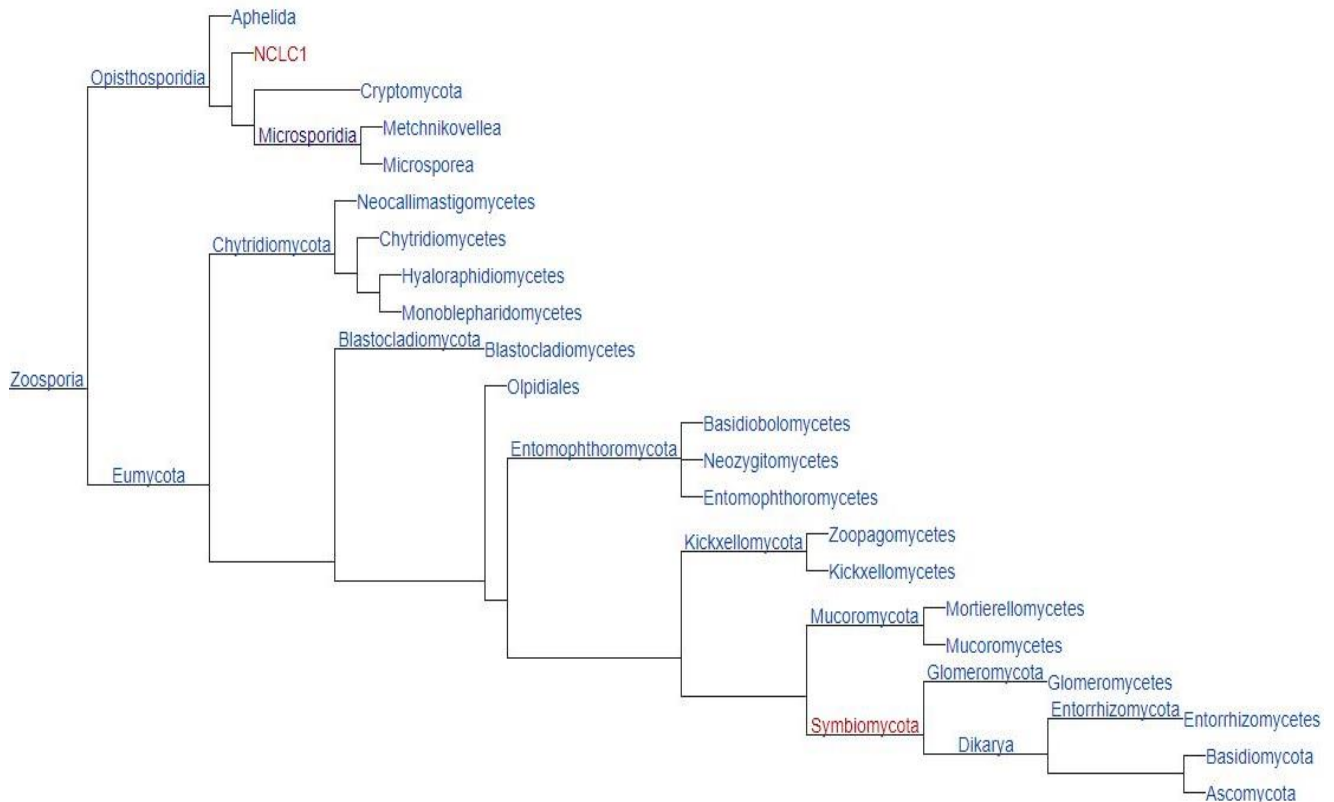 Aphelida
NCLC1
Opisthosporidia
Cryptomycota
Microsporidia
Metchnikovellea
Microsporea
Neocallimastigomycetes
Chytridiomycota
Chytridiomycetes
Hyaloraphidiomycetes
Monoblepharidomycetes
Blastocladiomycota
Blastocladiomycetes
Zoosporia
Olpidiales
Basidiobolomycetes
Entomophthoromycota
Neozygitomycetes
Eumycota
Entomophthoromycetes
Zoopagomycetes
Kickxellomycota
Kickxellomycetes
Mortierellomycetes
Mucoromycota
Mucoromycetes
Glomeromycota
Glomeromycetes
Entorrhizomycota
Entorrhizomycetes
Symbiomycota
Dikarya
Basidiomycota
Ascomycota